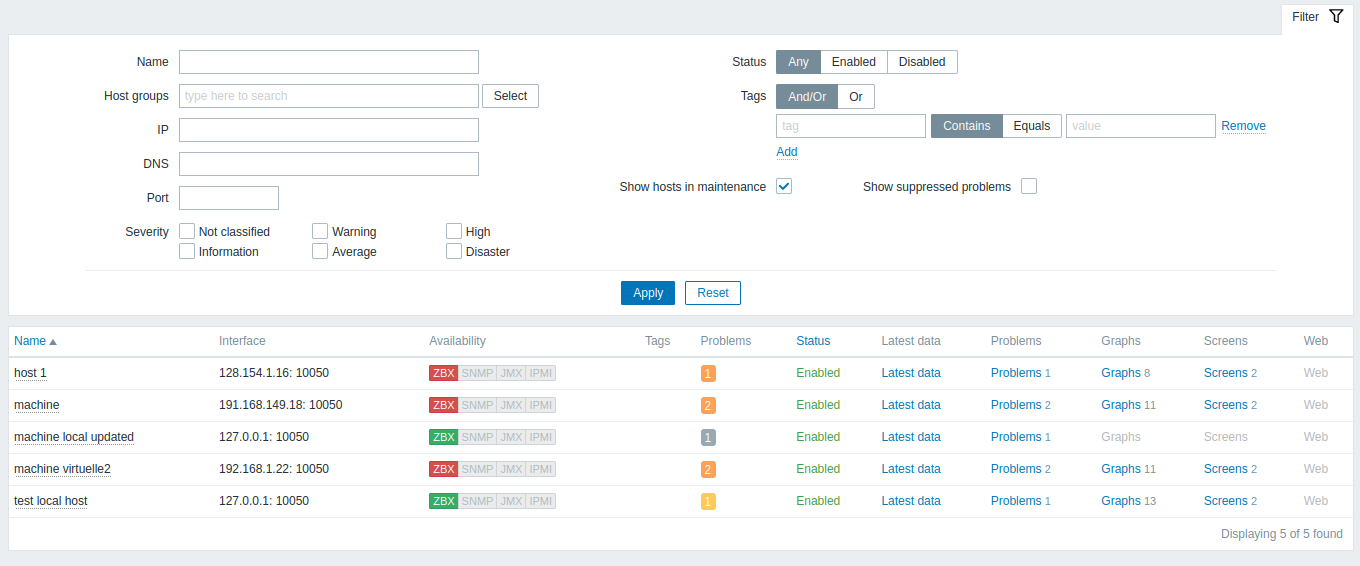 Filter
Name Status Any Enabled Disabled
Host groups type here to search Select Tags And/Or Or
IP tag Contains Equals value Remove
DNS Add
Port Show hosts in maintenance Show suppressed problems
Severity Not classified Warning High
Information Average Disaster
Apply Reset
Name Interface Availability Tags Problems Status Latest data Problems Graphs Screens Web
host 1 128.154.1.16: 10050 ZBX SNMP JMX IPMI 1 Enabled Latest data Problems 1 Graphs 8 Screens 2 Web
machine 191.168.149.18: 10050 ZBX SNMP JMX IPMI 2 Enabled Latest data Problems 2 Graphs 11 Screens 2 Web
machine local updated 127.0.0.1: 10050 ZBX SNMP JMX IPMI 1 Enabled Latest data Problems 1 Graphs Screens Web
machine virtuelle2 192.168.1.22: 10050 ZBX SNMP JMX IPMI 2 Enabled Latest data Problems 2 Graphs 11 Screens 2 Web
test local host 127.0.0.1: 10050 ZBX SNMP JMX IPMI 1 Enabled Latest data Problems 1 Graphs 13 Screens 2 Web
Displaying 5 of 5 found